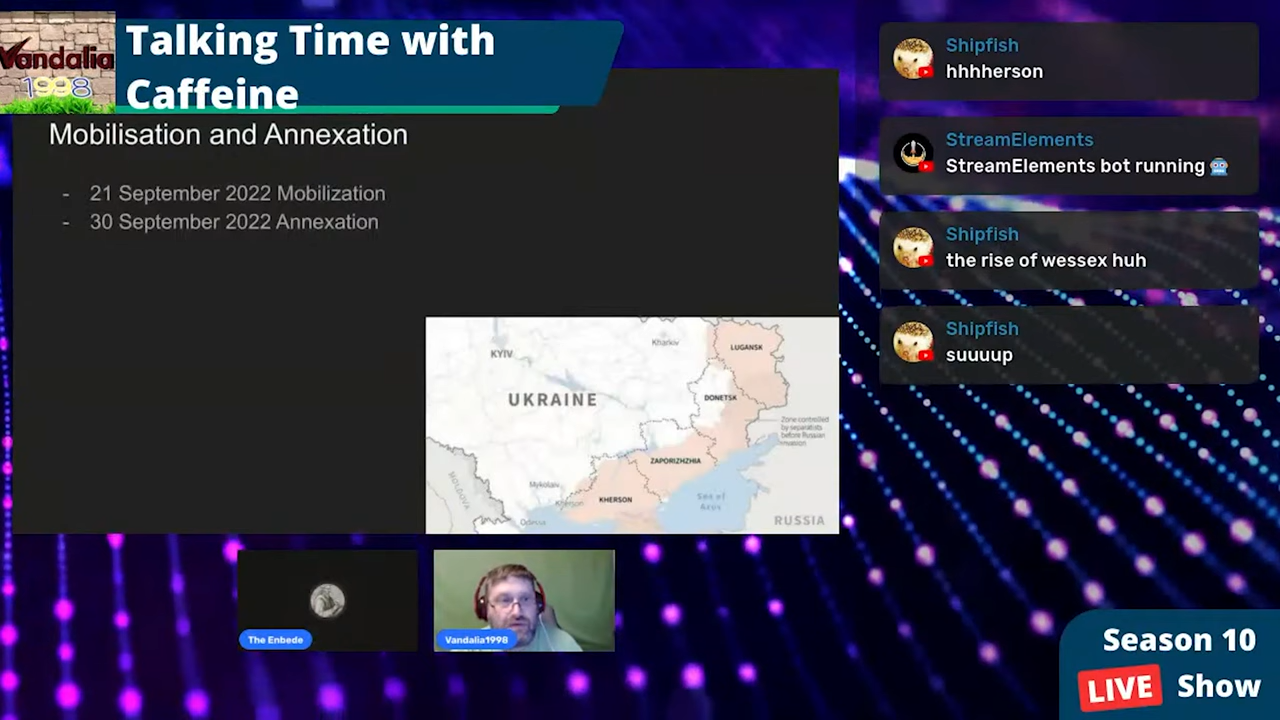 Vandalia
1998
Talking Time with
Caffeine
Mobilisation and Annexation
- 21 September 2022 Mobilization
- 30 September 2022 Annexation
KYIV
Kharkiv
LUGANSK
UKRAINE
DONETSK
Zone controlled
by separatists
before Russian
invasion
ZAPORIZHZHIA
MOLDOVA
Mykolaiv
Kherson
KHERSON
Sea of
Azov
Odessa
RUSSIA
The Enbede
Vandalia1998
Shipfish
hhhherson
StreamElements
StreamElements bot running
Shipfish
the rise of wessex huh
Shipfish
suuuup
Season 10
LIVE Show